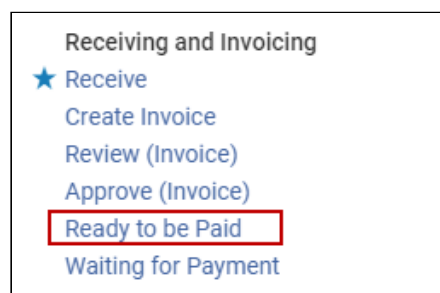 Receiving and Invoicing
Receive
Create Invoice
Review (Invoice)
Approve (Invoice)
Ready to be Paid
Waiting for Payment